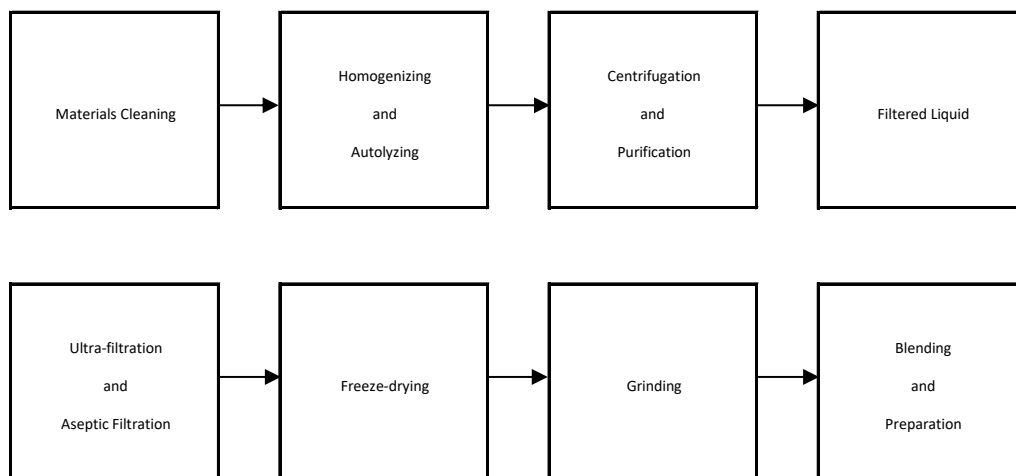 Materials Cleaning
Homogenizing
and
Autolyzing
Centrifugation
and
Purification
Filtered Liquid
Ultra-filtration
and
Aseptic Filtration
Freeze-drying
Grinding
Blending
and
Preparation